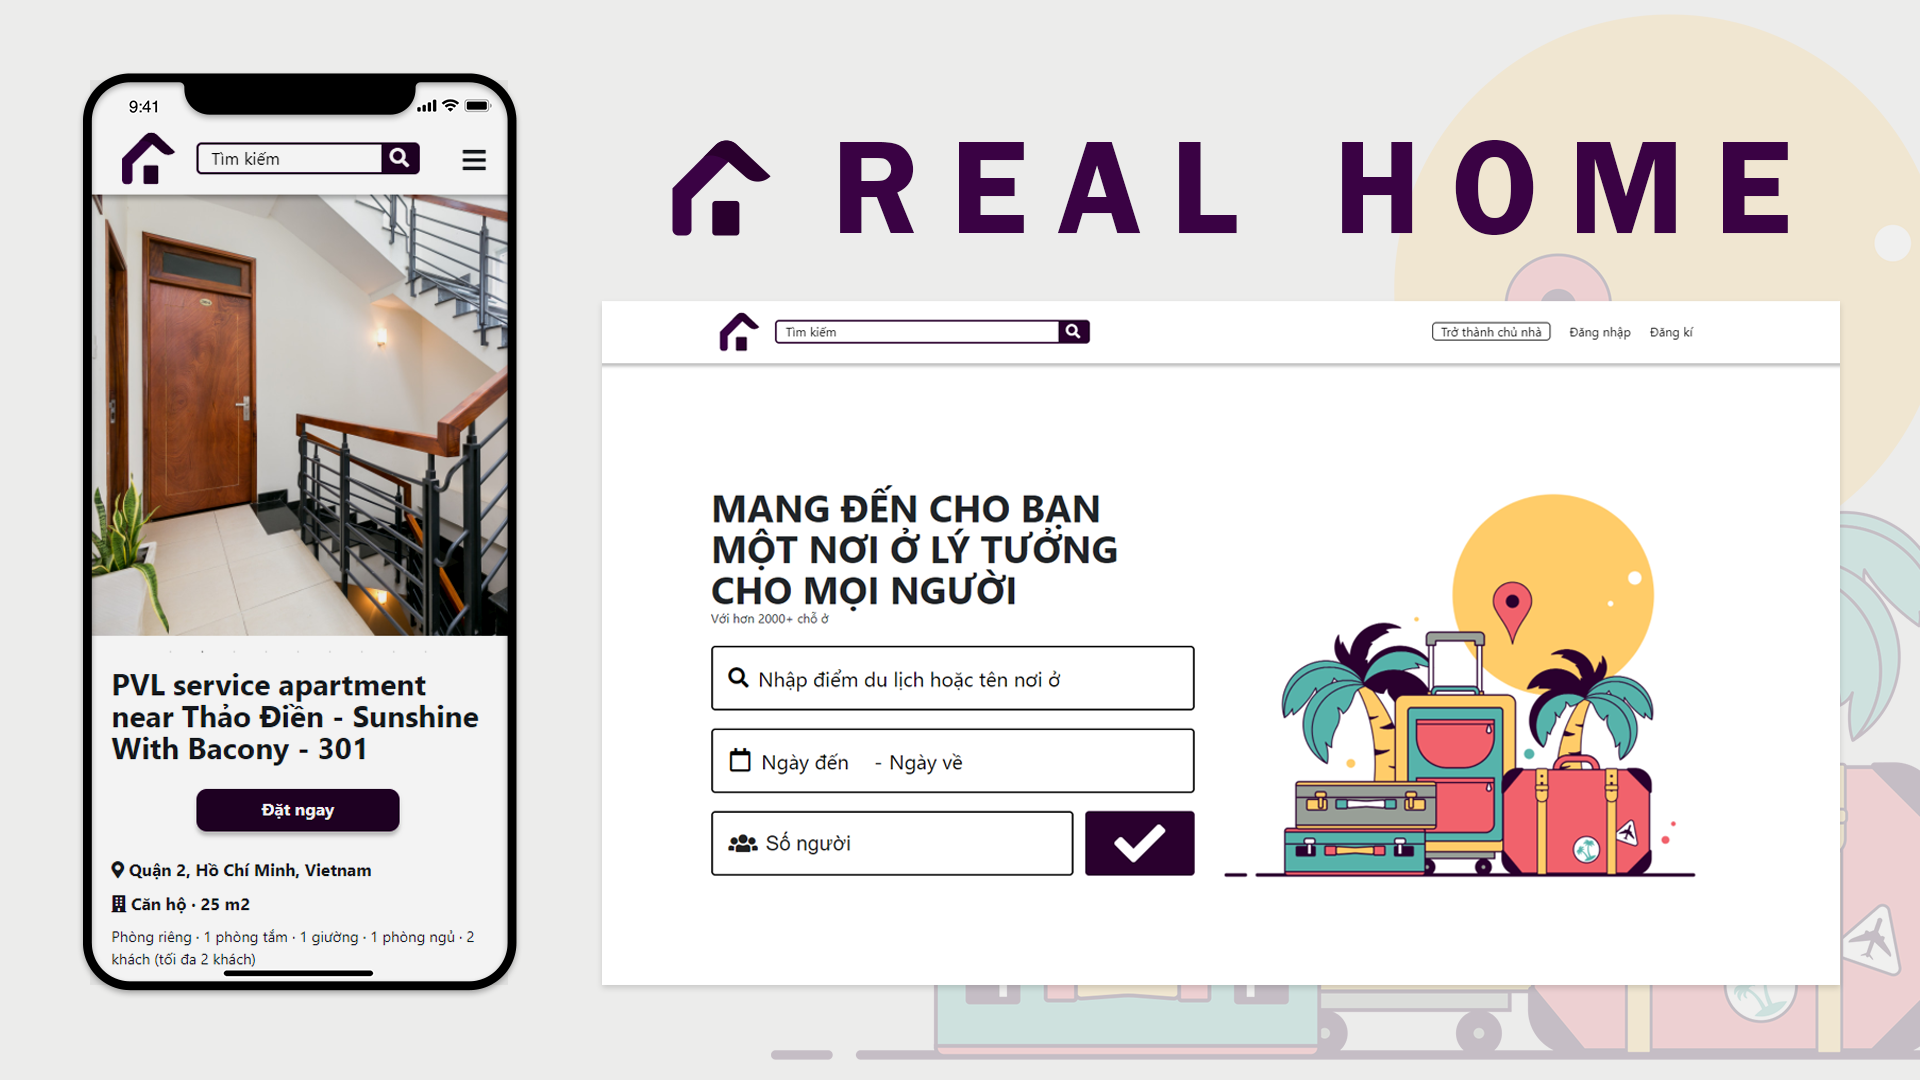 9:41
Tìm kiếm
PVL service apartment
near Thảo Điền - Sunshine
With Bacony - 301
Đặt ngay
Quận 2, Hồ Chí Minh, Vietnam
Căn hộ · 25 m2
Phòng riêng · 1 phòng tắm · 1 giường · 1 phòng ngủ · 2
khách (tối đa 2 khách)
REAL HOME
Tìm kiếm
Trở thành chủ nhà
Đăng nhập
Đăng kí
MANG ĐẾN CHO BẠN
MỘT NƠI Ở LÝ TƯỞNG
CHO MỌI NGƯỜI
Với hơn 2000+ chỗ ở
Nhập điểm du lịch hoặc tên nơi ở
Ngày đến - Ngày về
Số người